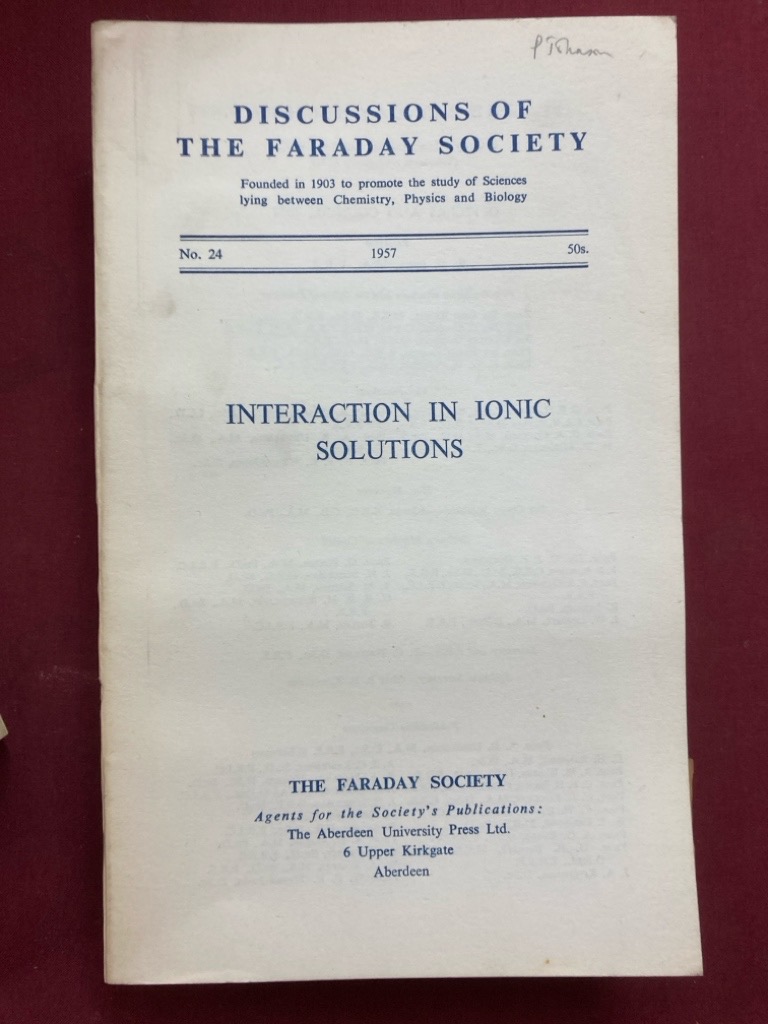 P Johnson
DISCUSSIONS OF
THE FARADAY SOCIETY
Founded in 1903 to promote the study of Sciences
lying between Chemistry, Physics and Biology
No. 24 1957 50s.
INTERACTION IN IONIC
SOLUTIONS
THE FARADAY SOCIETY
Agents for the Society's Publications:
The Aberdeen University Press Ltd.
6 Upper Kirkgate
Aberdeen